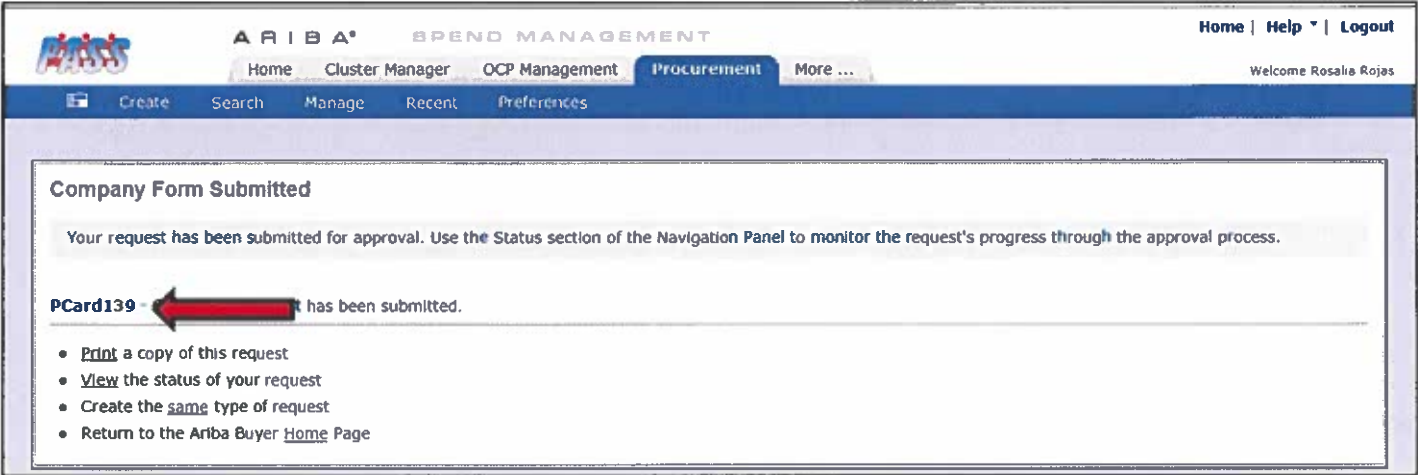 PASS
ARIBA® SPEND MANAGEMENT
Home | Help | Logout
Home Cluster Manager OCP Management Procurement More ...
Welcome Rosalia Rojas
Create Search Manage Recent Preferences
Company Form Submitted
Your request has been submitted for approval. Use the Status section of the Navigation Panel to monitor the request's progress through the approval process.
PCard139 - t has been submitted.
• Print a copy of this request
• View the status of your request
• Create the same type of request
• Return to the Ariba Buyer Home Page